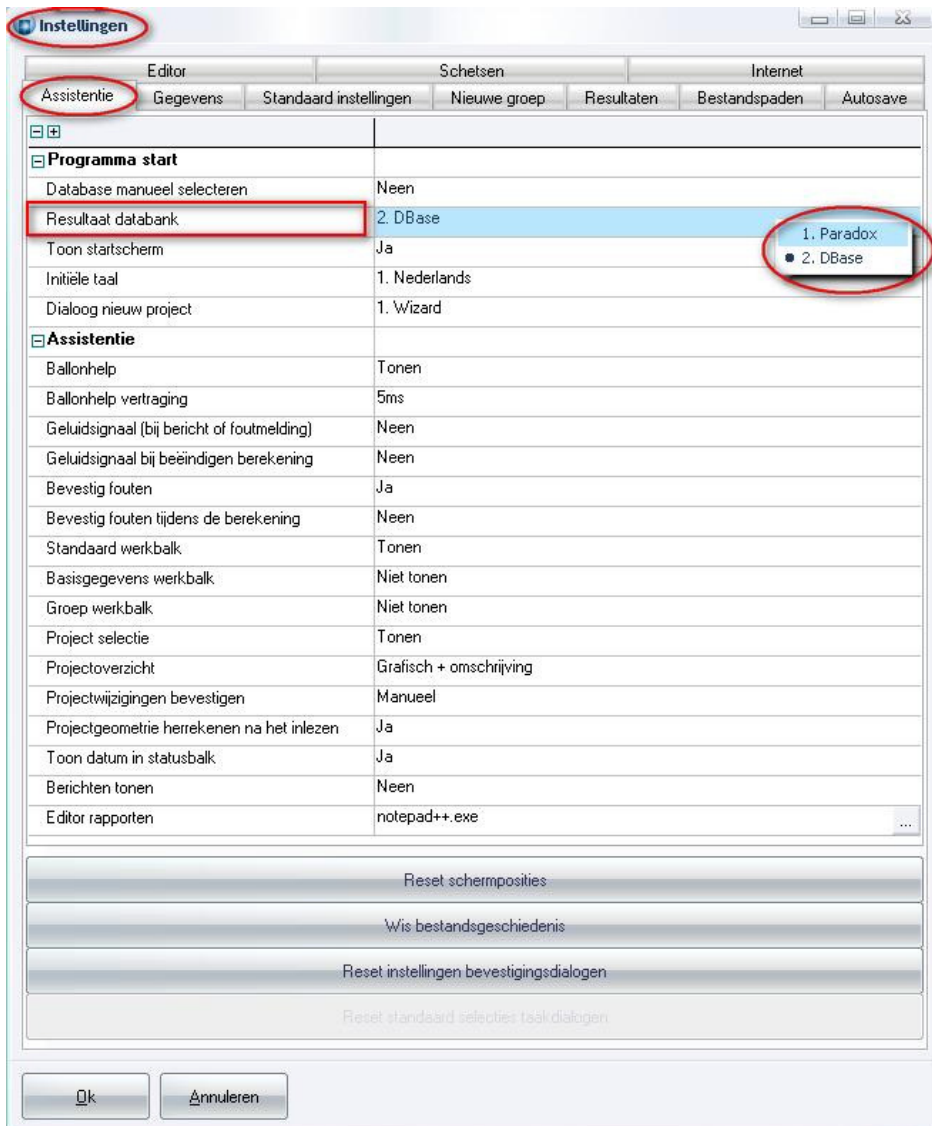 Instellingen
Editor Schetsen Internet
Assistentie Gegevens Standaard instellingen Nieuwe groep Resultaten Bestandspaden Autosave
Programma start
Database manueel selecteren Neen
Resultaat databank 2. DBase
1. Paradox
Toon startscherm Ja
2. DBase
Initiële taal 1. Nederlands
Dialoog nieuw project 1. Wizard
Assistentie
Ballonhelp Tonen
Ballonhelp vertraging 5ms
Geluidsignaal (bij bericht of foutmelding) Neen
Geluidsignaal bij beëindigen berekening Neen
Bevestig fouten Ja
Bevestig fouten tijdens de berekening Neen
Standaard werkbalk Tonen
Basisgegevens werkbalk Niet tonen
Groep werkbalk Niet tonen
Project selectie Tonen
Projectoverzicht Grafisch + omschrijving
Projectwijzigingen bevestigen Manueel
Projectgeometrie herrekenen na het inlezen Ja
Toon datum in statusbalk Ja
Berichten tonen Neen
Editor rapporten notepad++.exe ...
Reset schermposities
Wis bestandsgeschiedenis
Reset instellingen bevestigingsdialogen
Reset standaard selecties taakdialogen
Ok Annuleren